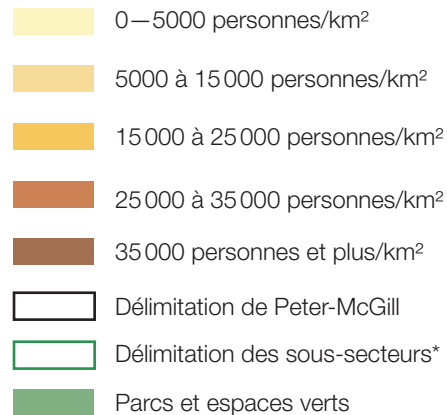 0—5000 personnes/km²
5000 à 15 000 personnes/km²
15 000 à 25 000 personnes/km²
25 000 à 35 000 personnes/km²
35 000 personnes et plus/km²
Délimitation de Peter-McGill
Délimitation des sous-secteurs*
Parcs et espaces verts